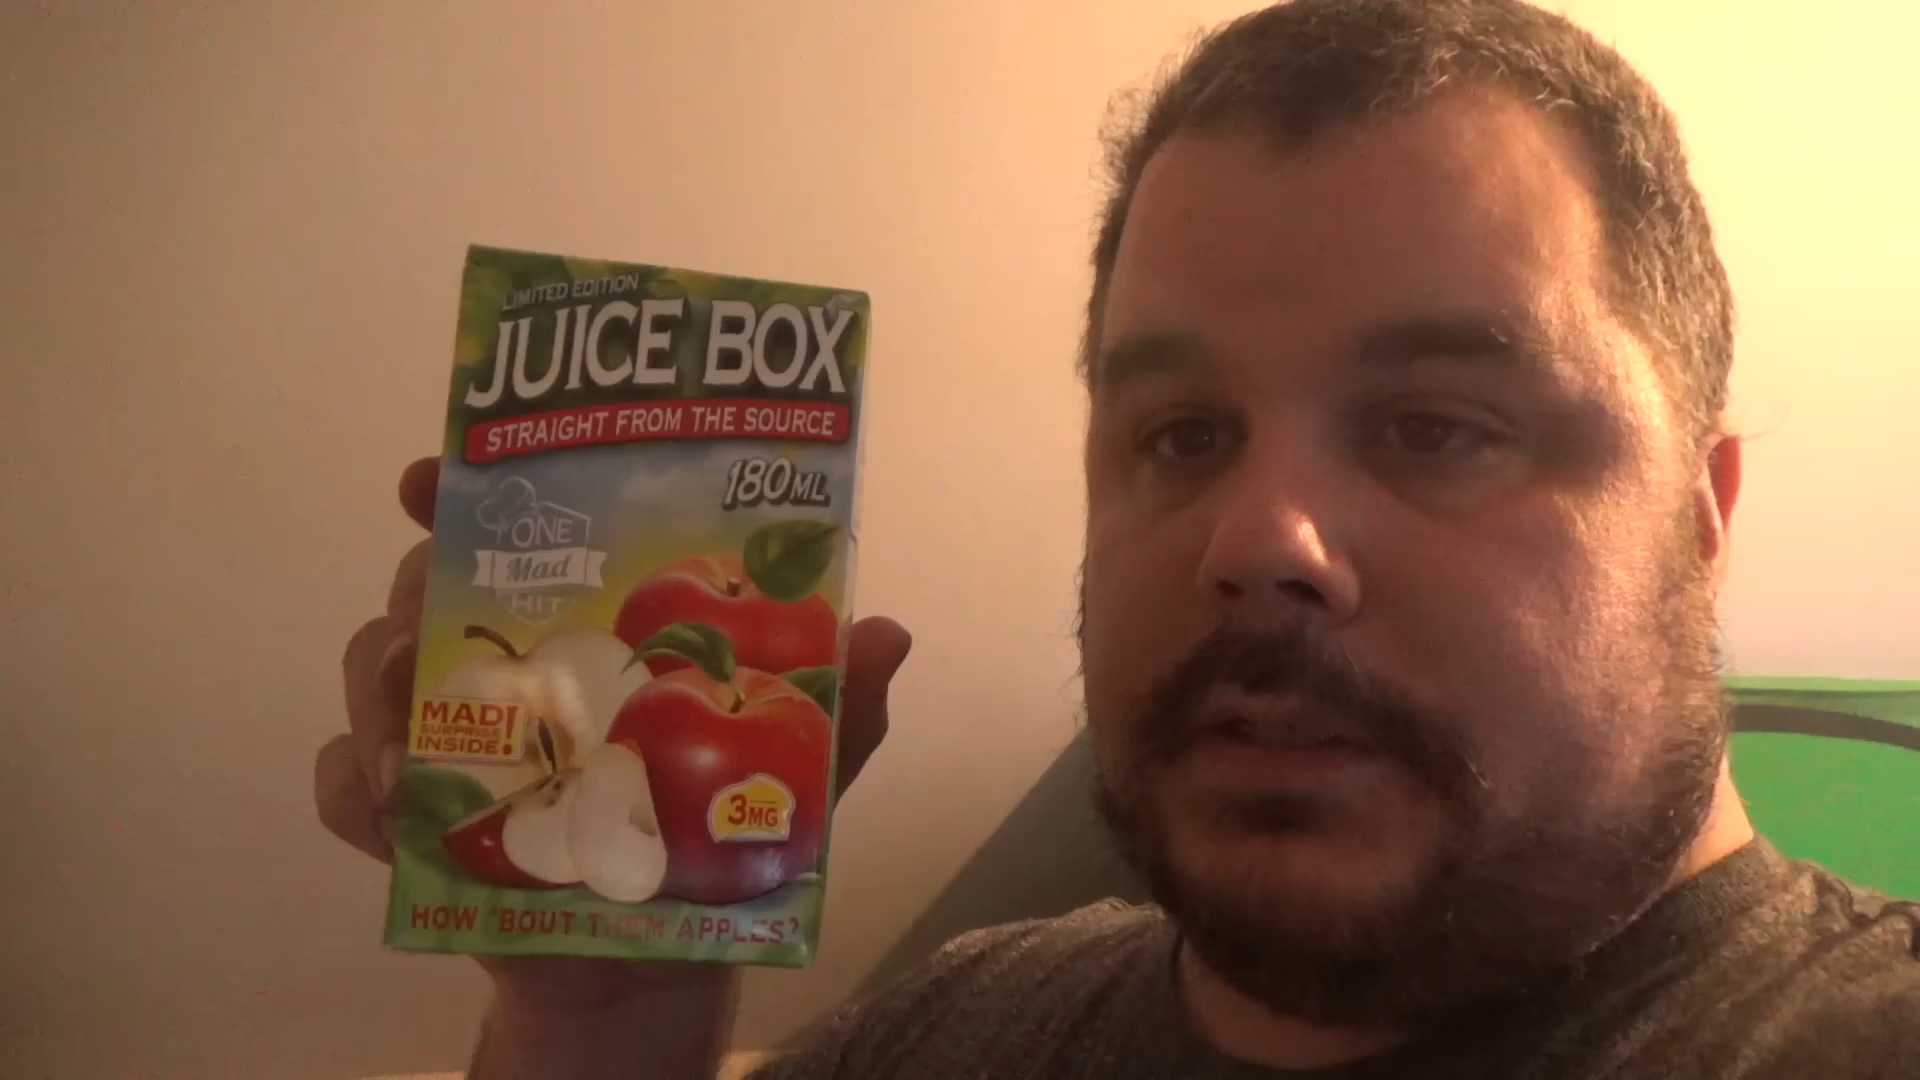 LIMITED EDITION
JUICE BOX
STRAIGHT FROM THE SOURCE
180ML
ONE
Mad
HIT
MAD!
SURPRISE
INSIDE!
3MG
HOW 'BOUT THEM APPLES?